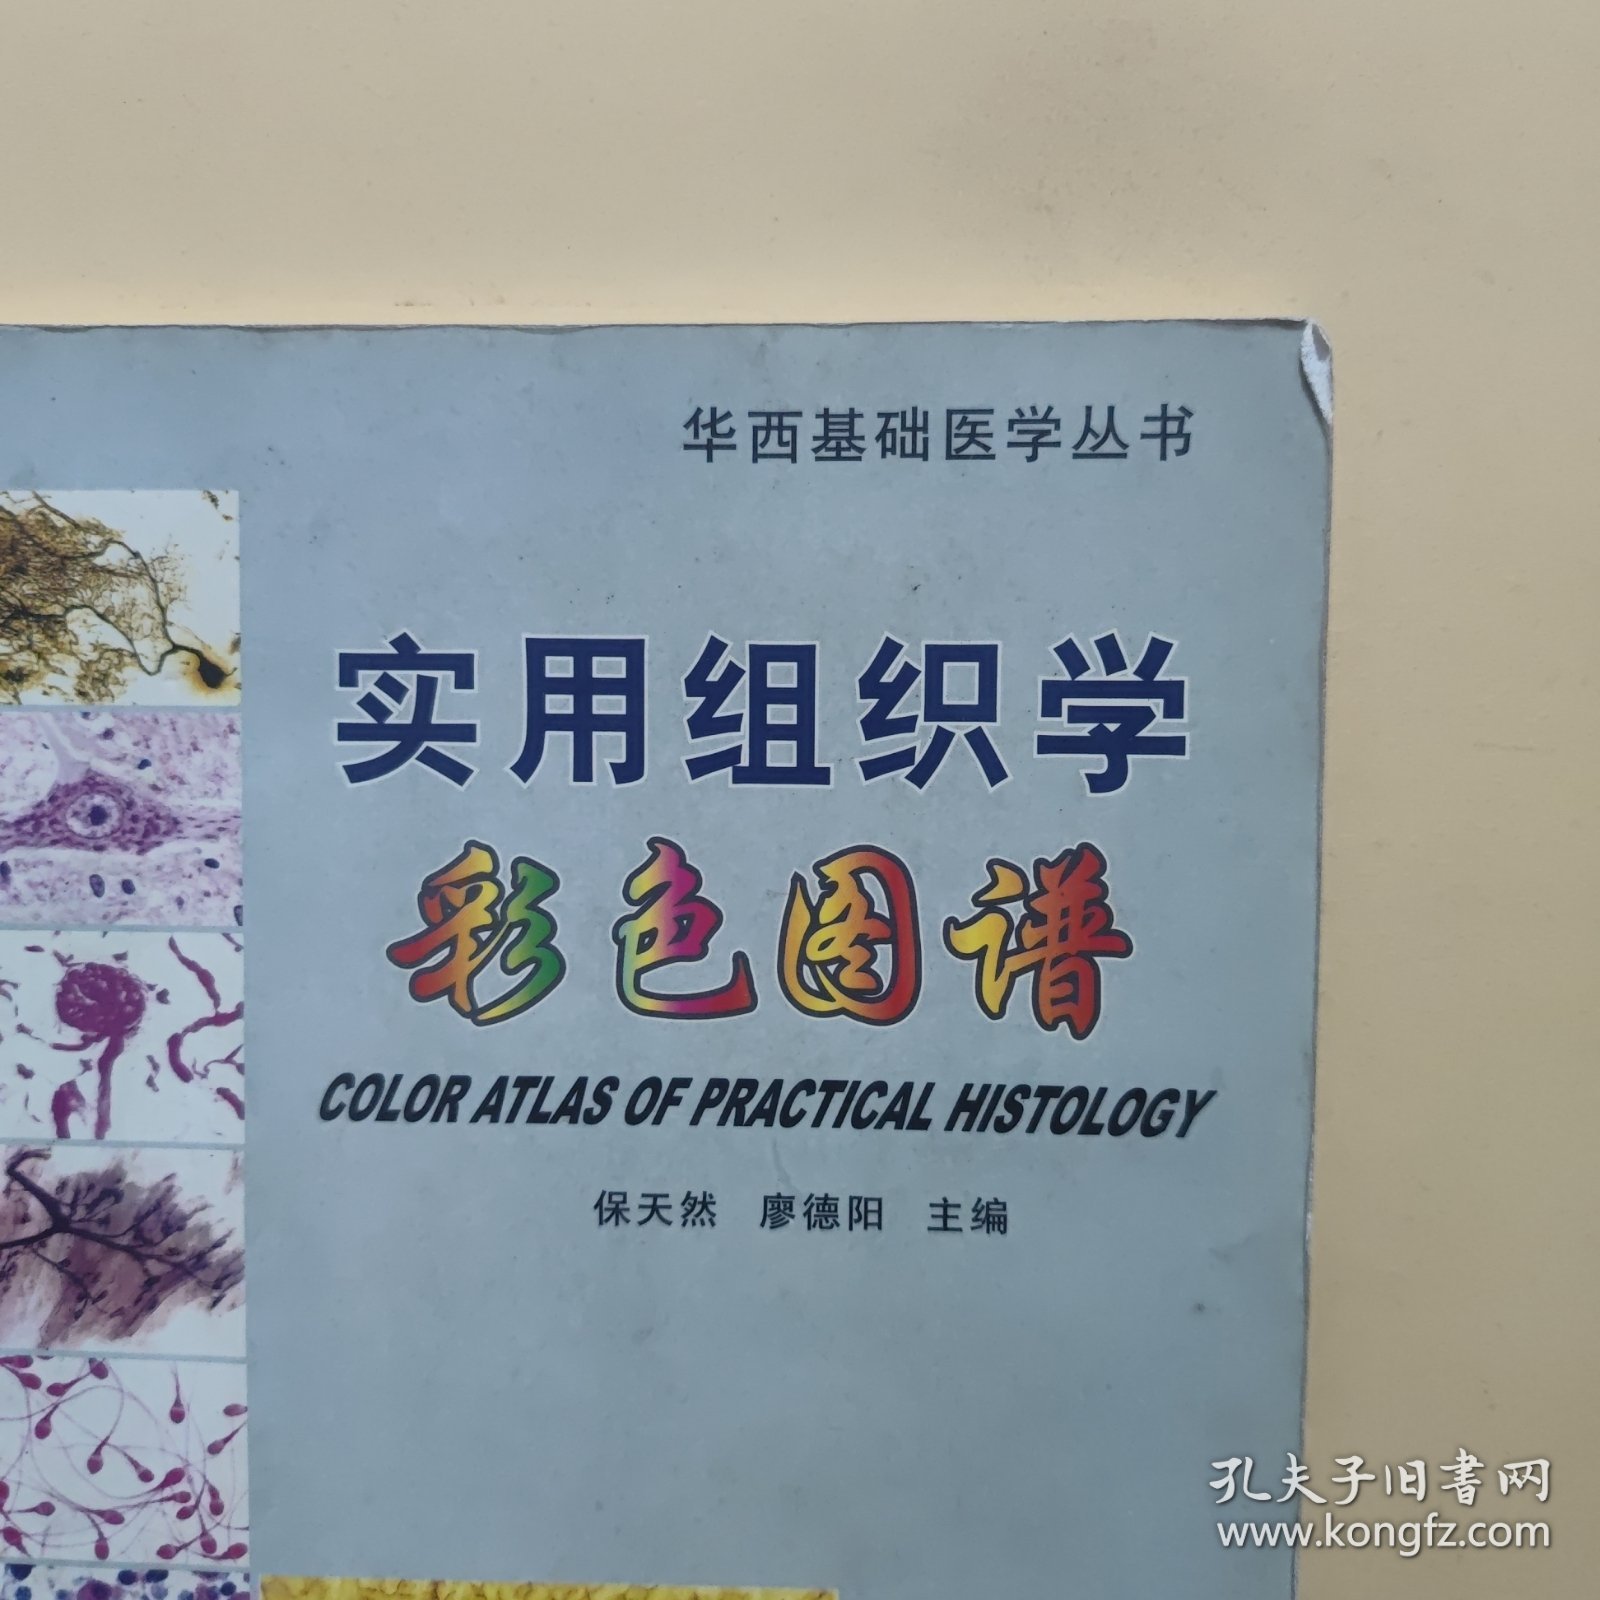 华西基础医学丛书
实用组织学
彩色图谱
COLOR ATLAS OF PRACTICAL HISTOLOGY
保天然 廖德阳 主编
孔夫子旧书网
www.kongfz.com